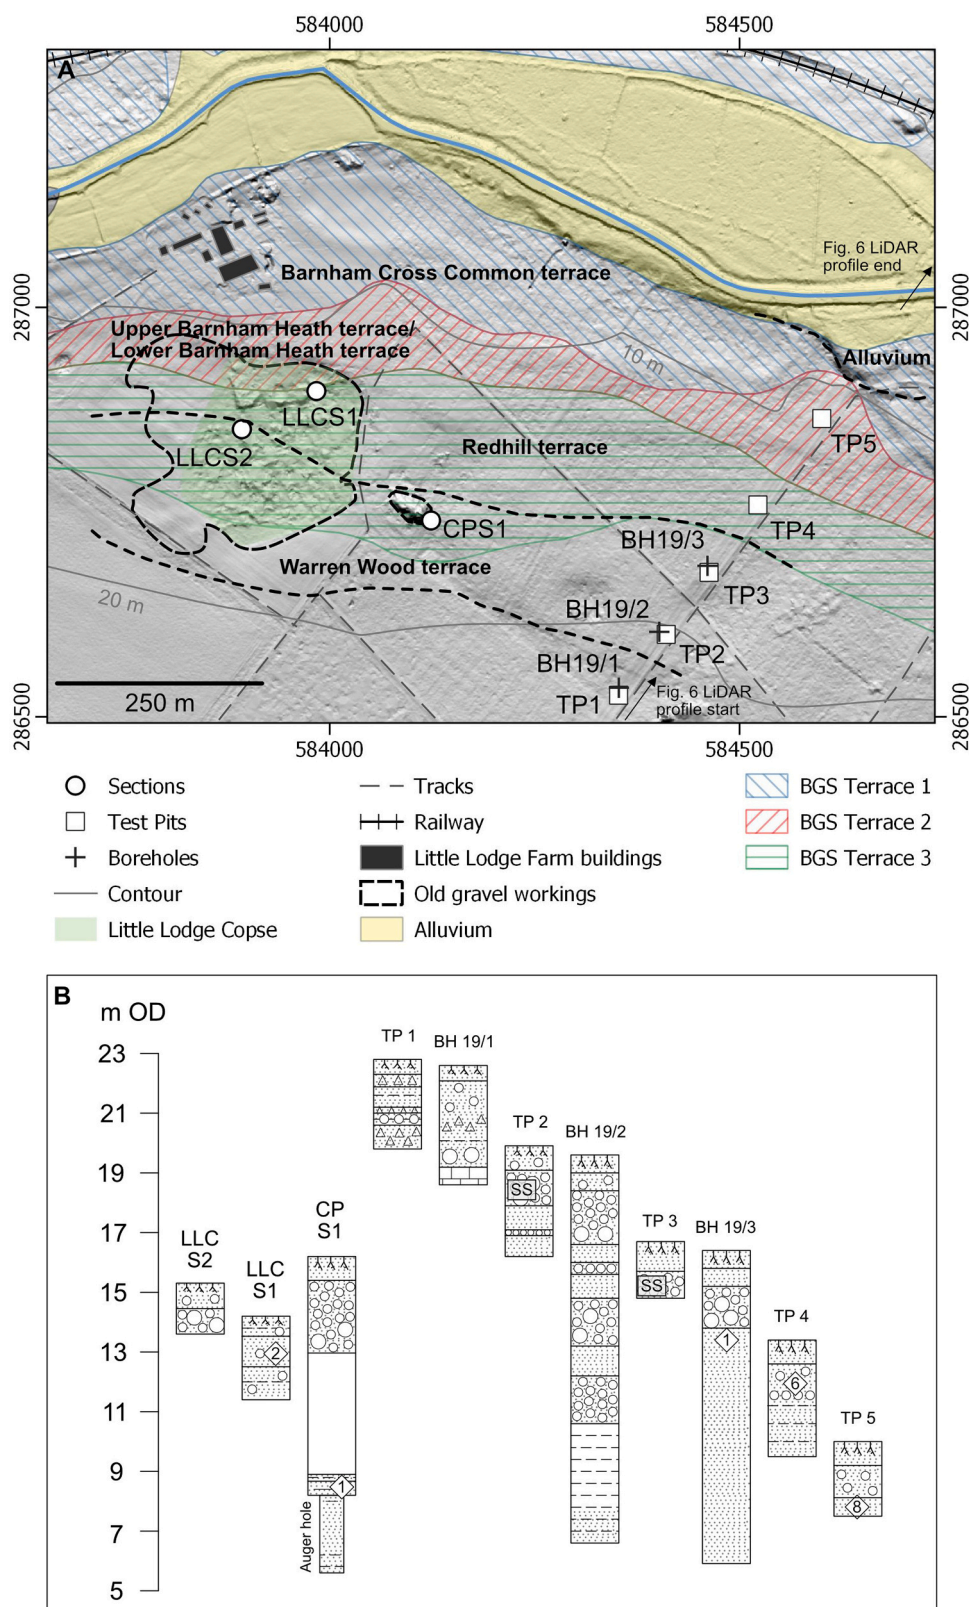 584000
584500
A
287000
287000
Fig. 6 LiDAR
profile end
Barnham Cross Common terrace
Upper Barnham Heath terrace/
Lower Barnham Heath terrace
10 m
Alluvium
LLCS1
LLCS2
Redhill terrace
TP5
CPS1
TP4
BH19/3
Warren Wood terrace
TP3
20 m
BH19/2
TP2
BH19/1
TP1
Fig. 6 LiDAR
profile start
250 m
286500
286500
584000
584500
Sections
Test Pits
Boreholes
Contour
Little Lodge Copse
Tracks
Railway
Little Lodge Farm buildings
Old gravel workings
Alluvium
BGS Terrace 1
BGS Terrace 2
BGS Terrace 3
B
m OD
23
21
19
17
15
13
11
9
7
5
LLC
S2
LLC
S1
2
CP
S1
1
Auger hole
TP 1
BH 19/1
TP 2
SS
BH 19/2
TP 3
SS
BH 19/3
1
TP 4
6
TP 5
8